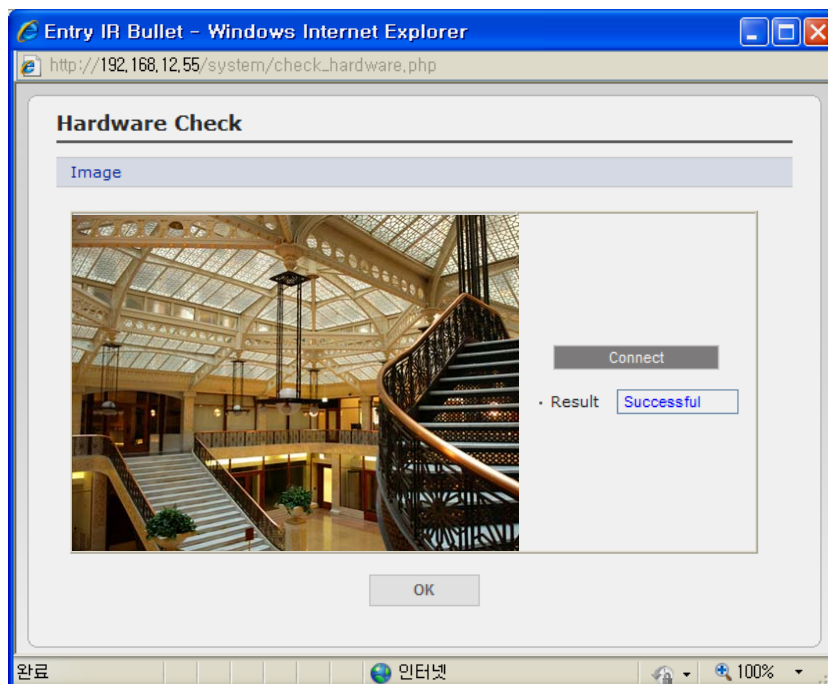 Entry IR Bullet - Windows Internet Explorer
http://192,168,12,55/system/check_hardware,php
Hardware Check
Image
Connect
· Result Successful
OK
완료 인터넷 100%